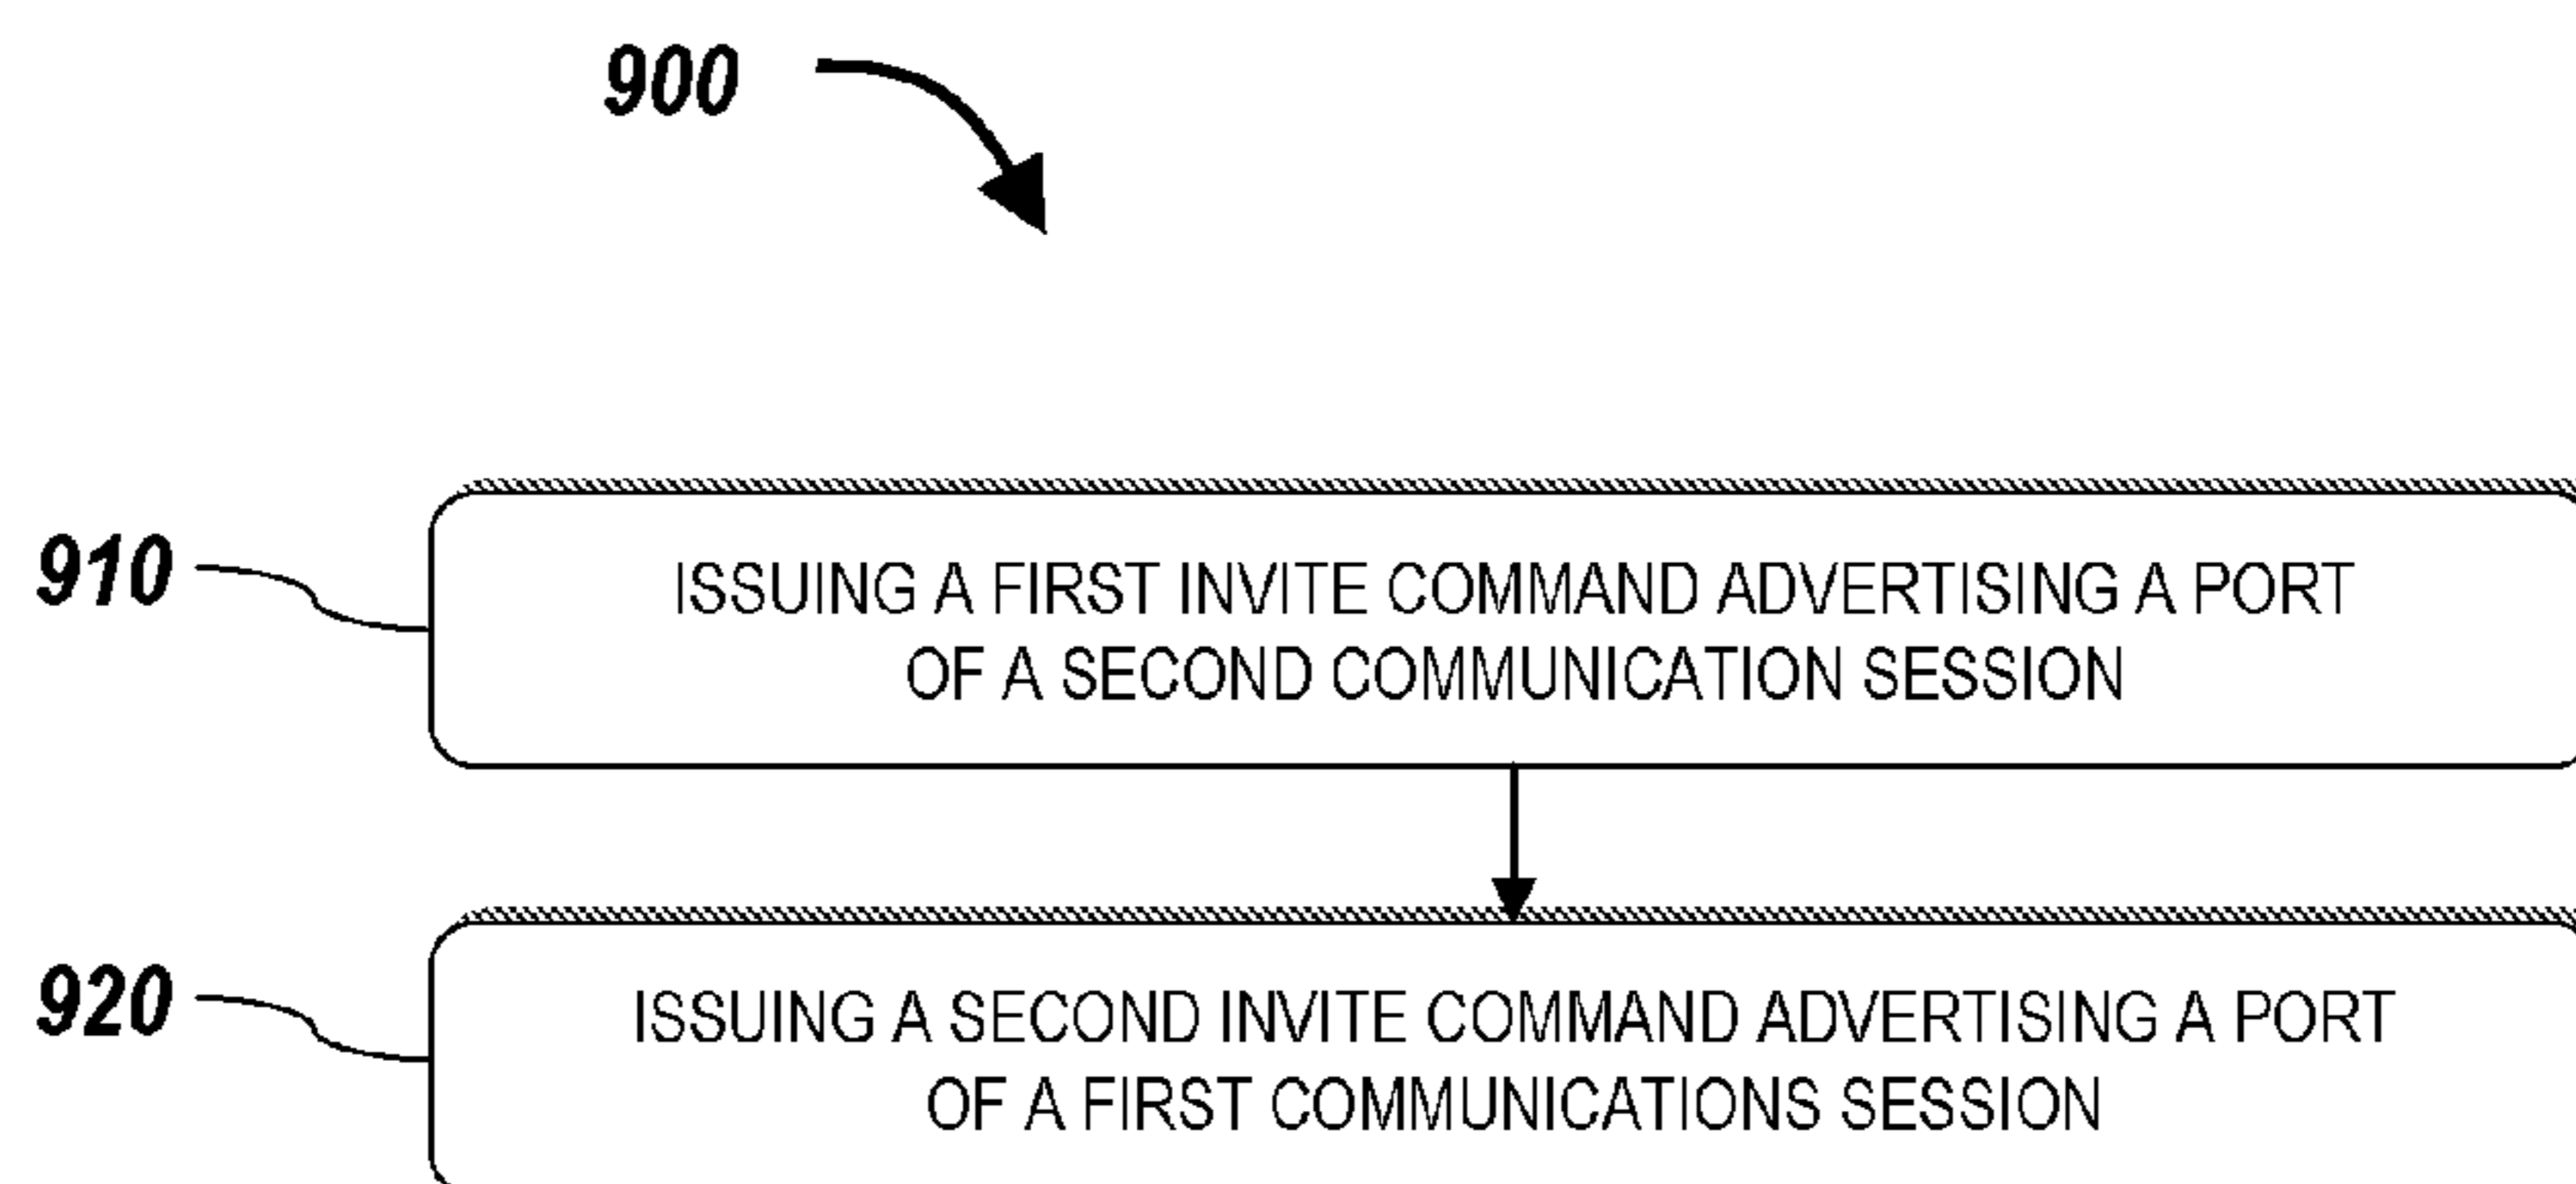 900
910
ISSUING A FIRST INVITE COMMAND ADVERTISING A PORT
OF A SECOND COMMUNICATION SESSION
920
ISSUING A SECOND INVITE COMMAND ADVERTISING A PORT
OF A FIRST COMMUNICATIONS SESSION